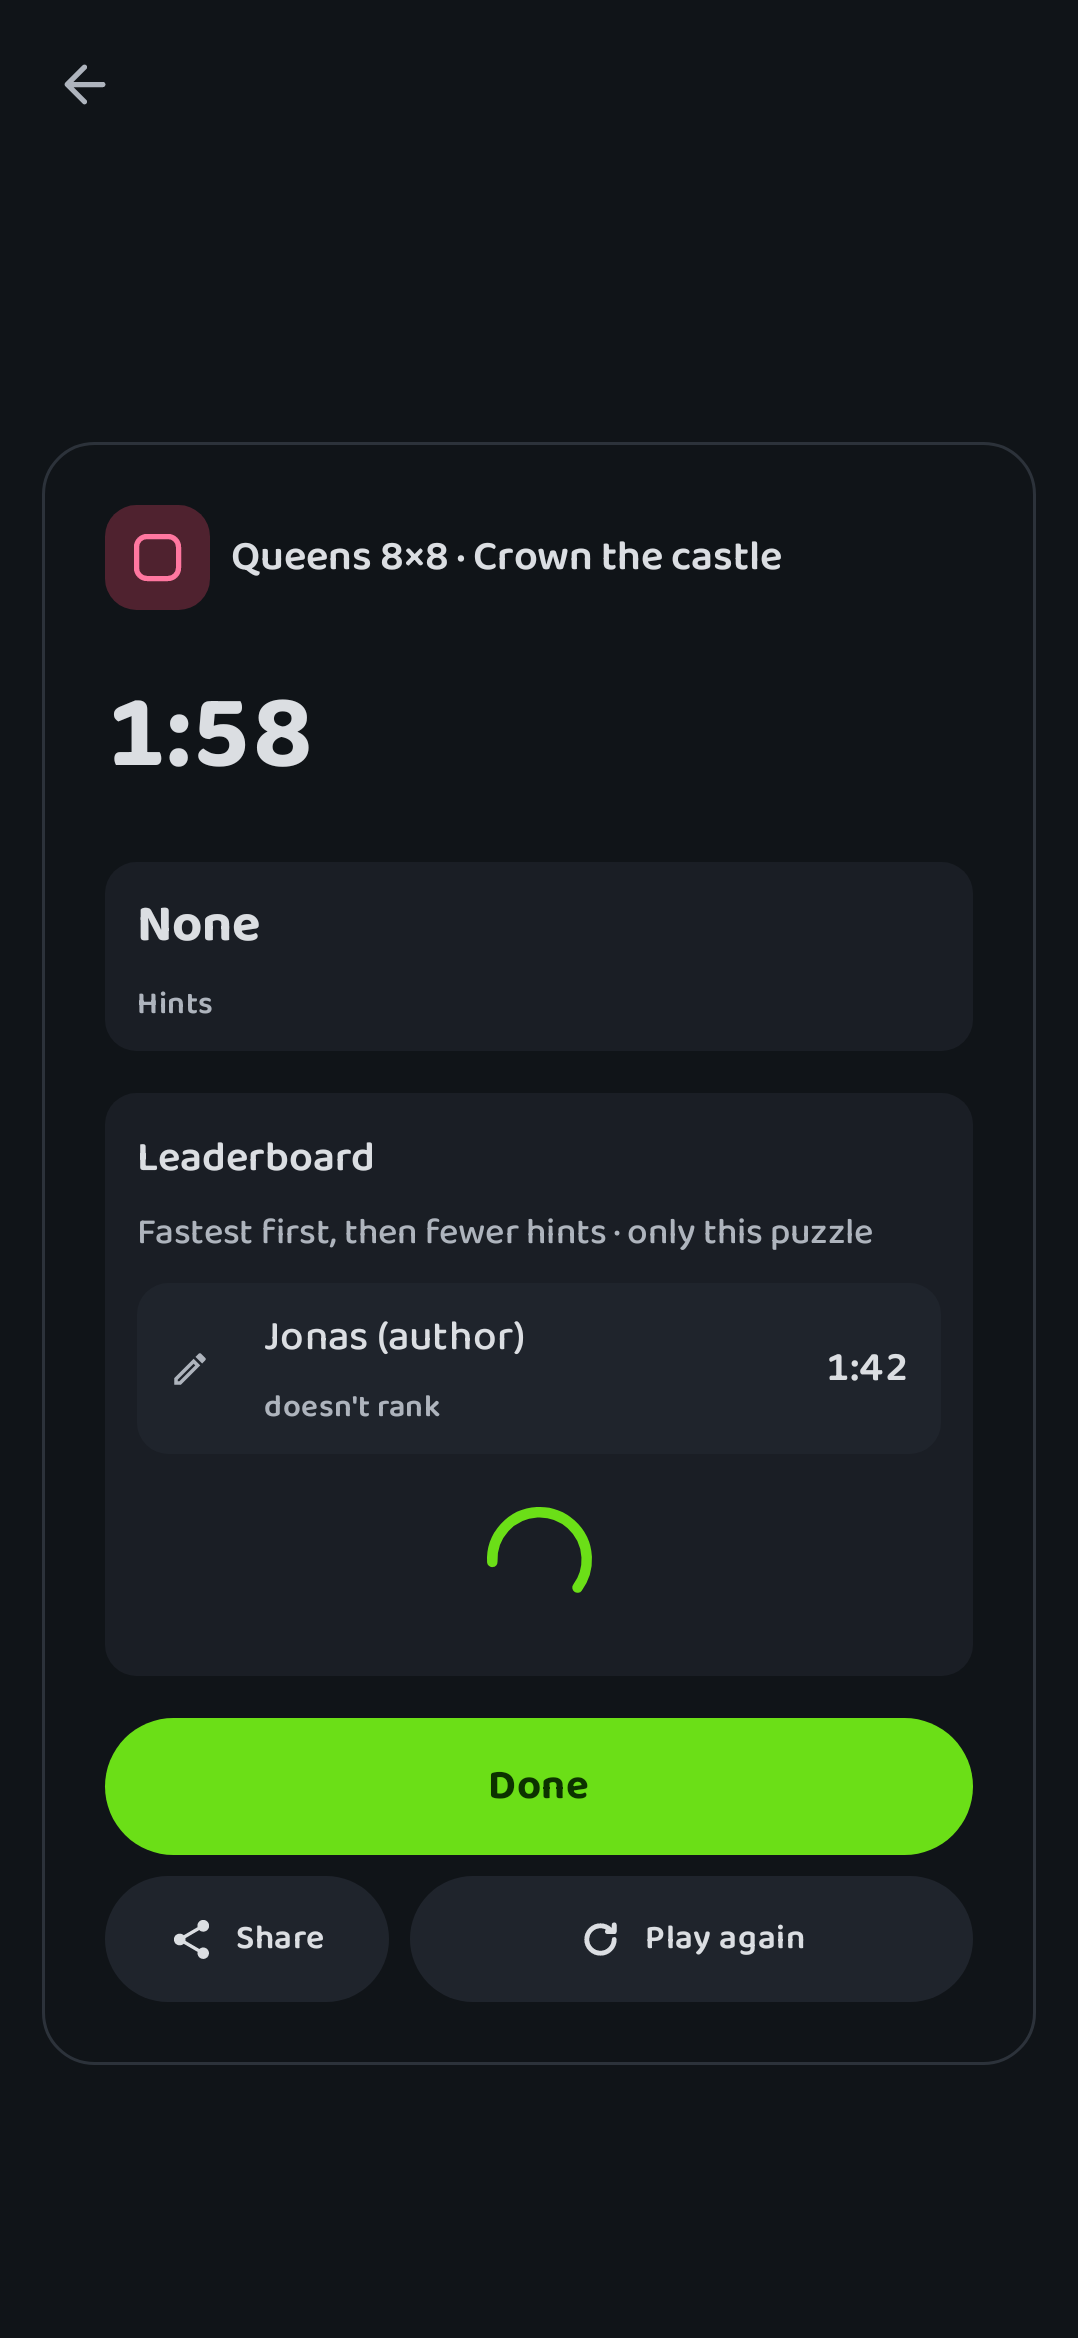 Queens 8×8 · Crown the castle
1:58
None
Hints
Leaderboard
Fastest first, then fewer hints · only this puzzle
Jonas (author)
1:42
doesn't rank
Done
Share
Play again